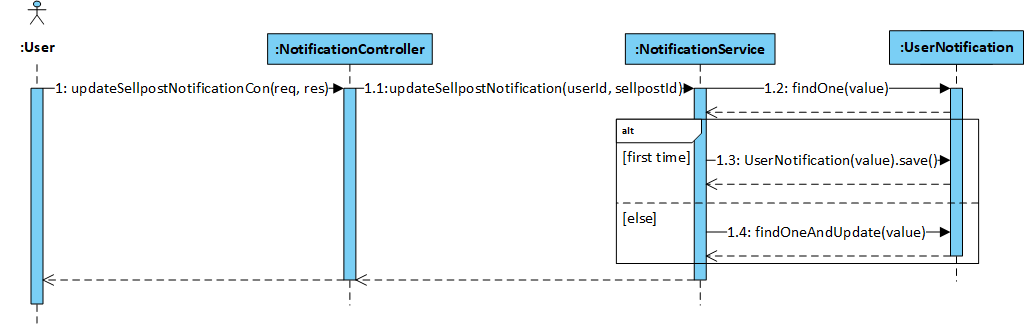 :User
:NotificationController
:NotificationService
:UserNotification
1: updateSellpostNotificationCon(req, res)
1.1:updateSellpostNotification(userId, sellpostId)
1.2: findOne(value)
alt
[first time]
1.3: UserNotification(value).save()
[else]
1.4: findOneAndUpdate(value)